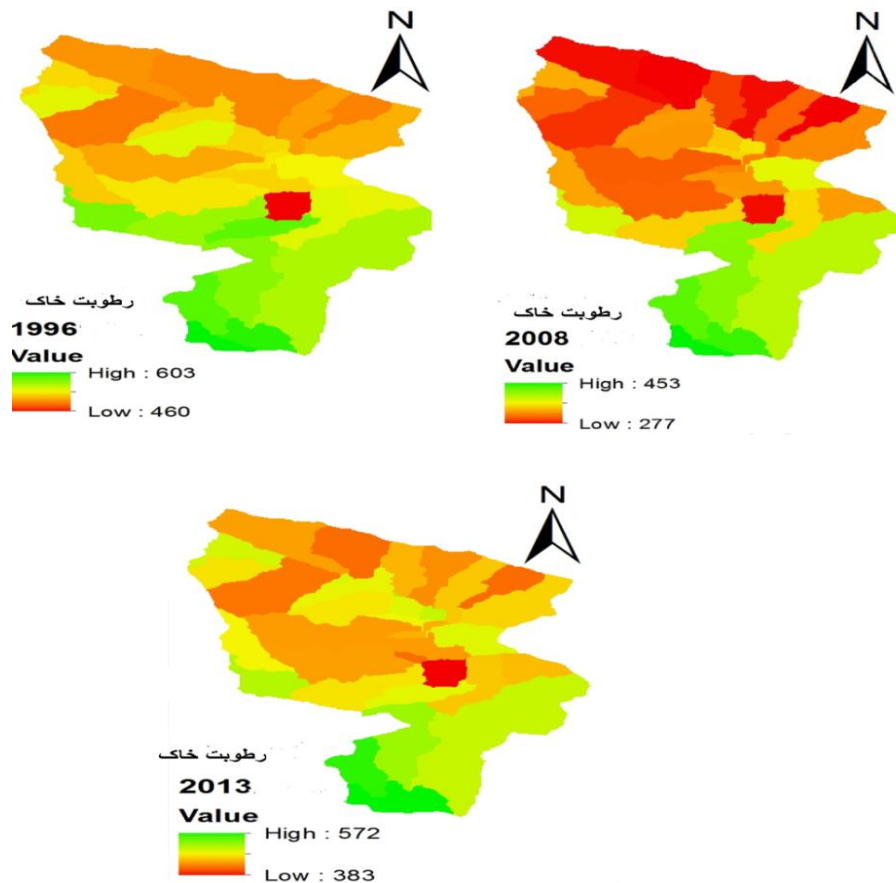 N
رطوبت خاک
1996
Value
High : 603
Low : 460
N
رطوبت خاک
2008
Value
High : 453
Low : 277
N
رطوبت خاک
2013
Value
High : 572
Low : 383